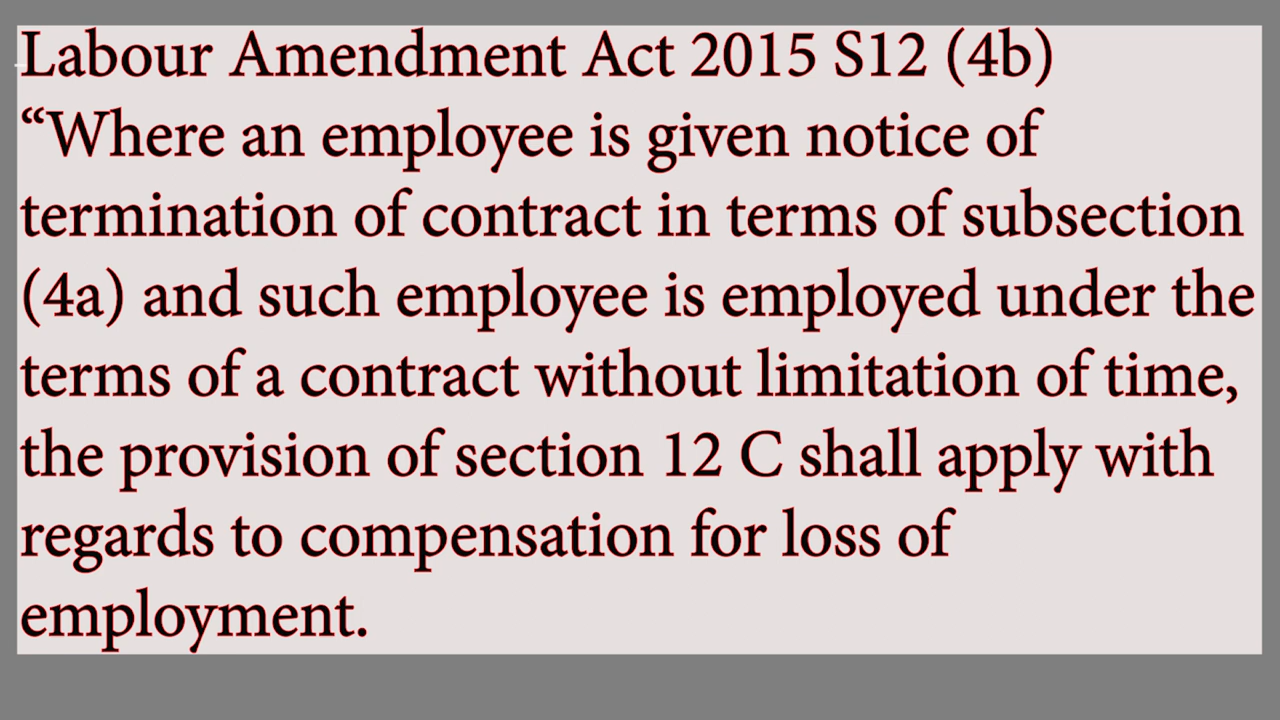 Labour Amendment Act 2015 S12 (4b)
“Where an employee is given notice of
termination of contract in terms of subsection
(4a) and such employee is employed under the
terms of a contract without limitation of time,
the provision of section 12 C shall apply with
regards to compensation for loss of
employment.